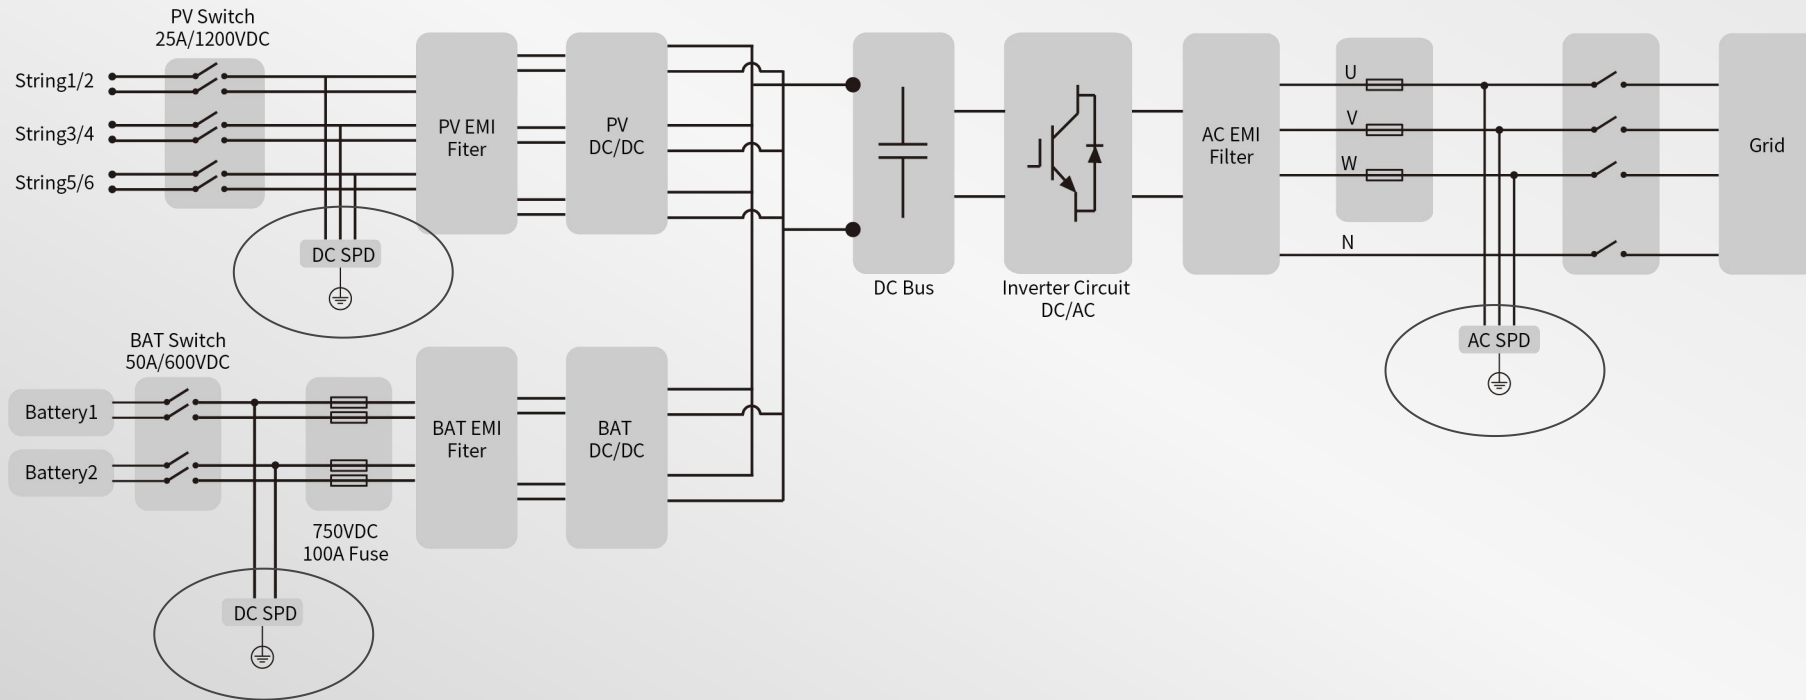 PV Switch
25A/1200VDC
String1/2
String3/4
String5/6
PV EMI
Fiter
PV
DC/DC
DC SPD
BAT Switch
50A/600VDC
Battery1
Battery2
750VDC
100A Fuse
BAT EMI
Fiter
BAT
DC/DC
DC SPD
DC Bus
Inverter Circuit
DC/AC
AC EMI
Filter
U
V
W
N
AC SPD
Grid